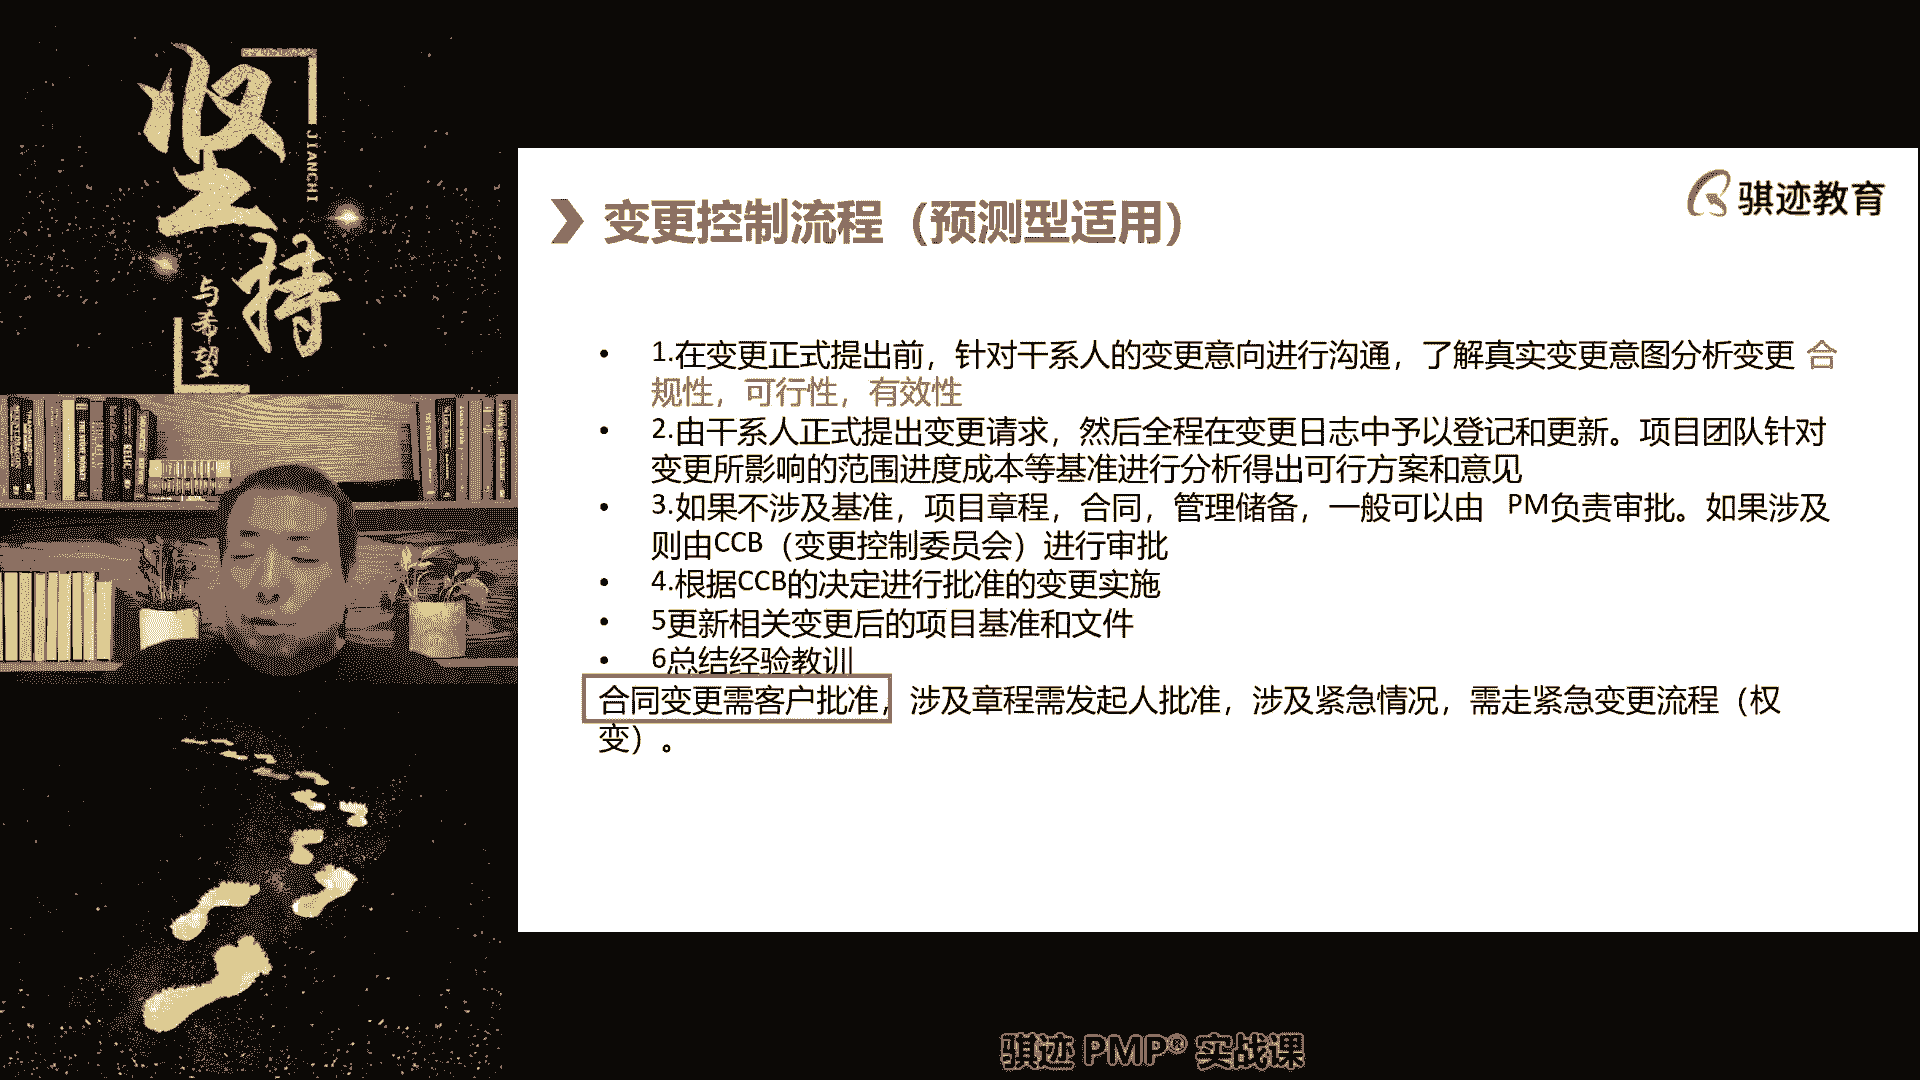 坚持
JIANCHI
与希望
骐迹教育
变更控制流程（预测型适用）
• 1.在变更正式提出前，针对干系人的变更意向进行沟通，了解真实变更意图分析变更 合
规性，可行性，有效性
• 2.由干系人正式提出变更请求，然后全程在变更日志中予以登记和更新。项目团队针对
变更所影响的范围进度成本等基准进行分析得出可行方案和意见
• 3.如果不涉及基准，项目章程，合同，管理储备，一般可以由 PM负责审批。如果涉及
则由CCB（变更控制委员会）进行审批
• 4.根据CCB的决定进行批准的变更实施
• 5更新相关变更后的项目基准和文件
• 6总结经验教训
合同变更需客户批准，涉及章程需发起人批准，涉及紧急情况，需走紧急变更流程（权
变）。
骐迹 PMP® 实战课